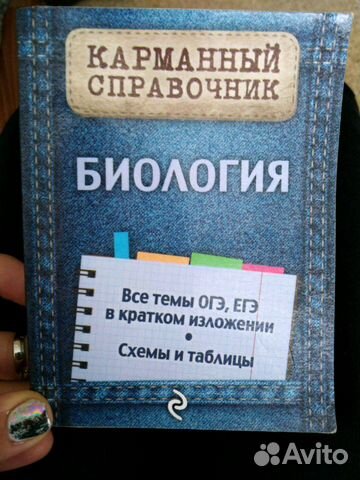 КАРМАННЫЙ
СПРАВОЧНИК
БИОЛОГИЯ
Все темы ОГЭ, ЕГЭ
в кратком изложении
•
Схемы и таблицы
Avito